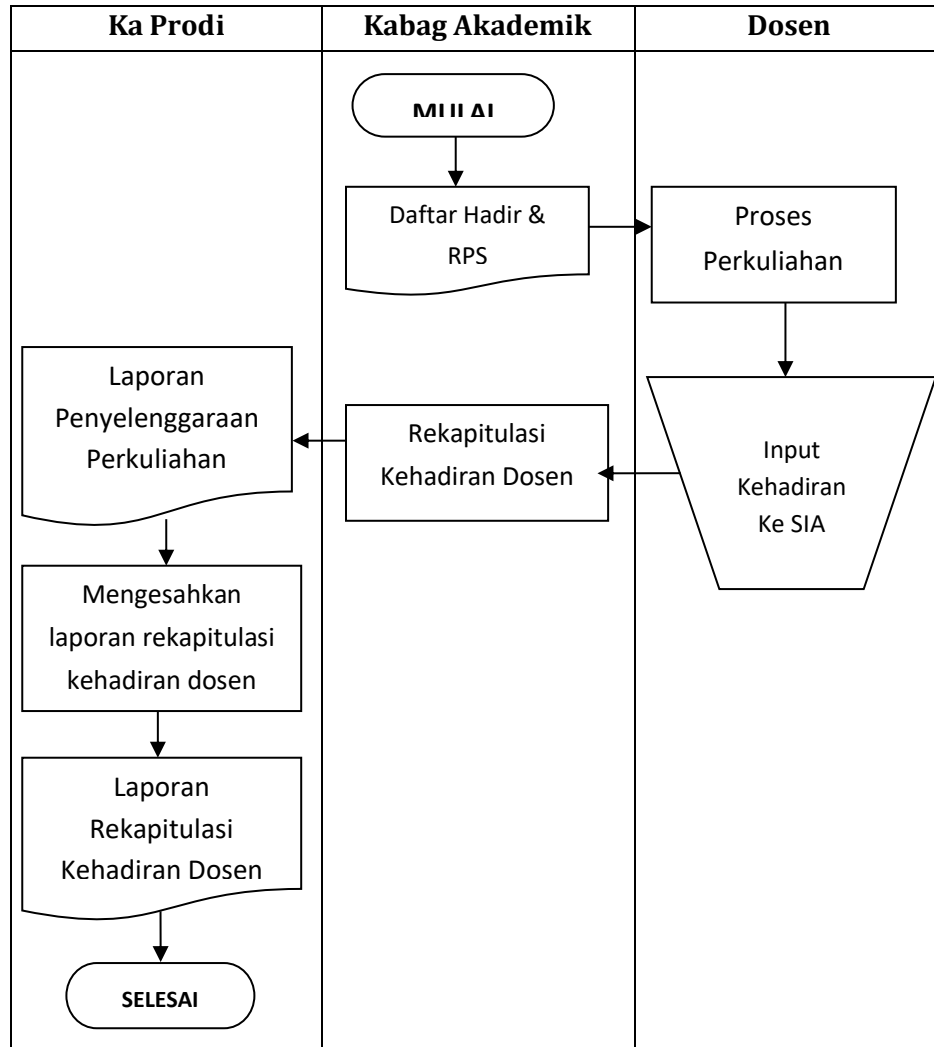 Ka Prodi
Kabag Akademik
Dosen
MULAI
Daftar Hadir &
RPS
Proses
Perkuliahan
Laporan
Penyelenggaraan
Perkuliahan
Rekapitulasi
Kehadiran Dosen
Input
Kehadiran
Ke SIA
Mengesahkan
laporan rekapitulasi
kehadiran dosen
Laporan
Rekapitulasi
Kehadiran Dosen
SELESAI